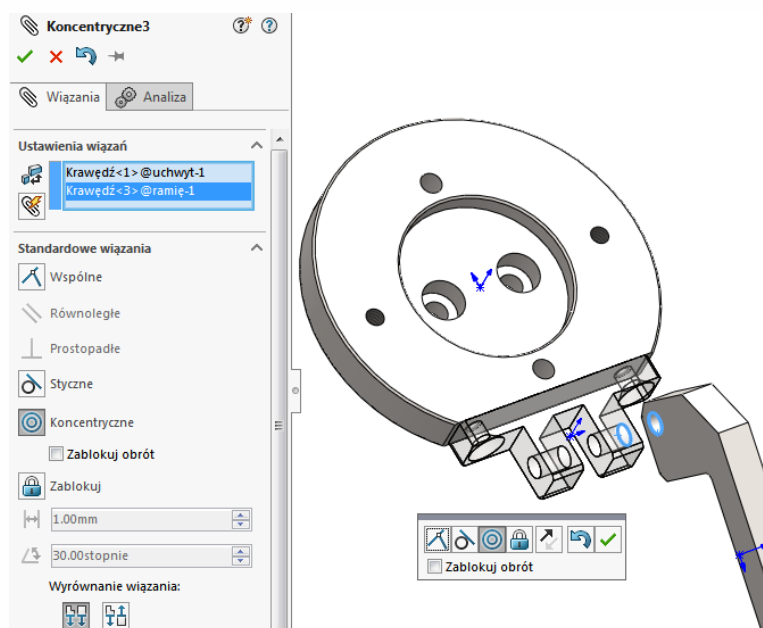 Koncentryczne3
Wiązania
Analiza
Ustawienia wiązań
Krawędź<1>@uchwyt-1
Krawędź<3>@ramię-1
Standardowe wiązania
Wspólne
Równoległe
Prostopadłe
Styczne
Koncentryczne
Zablokuj obrót
Zablokuj
1.00mm
30.00stopnie
Wyrównanie wiązania:
Zablokuj obrót